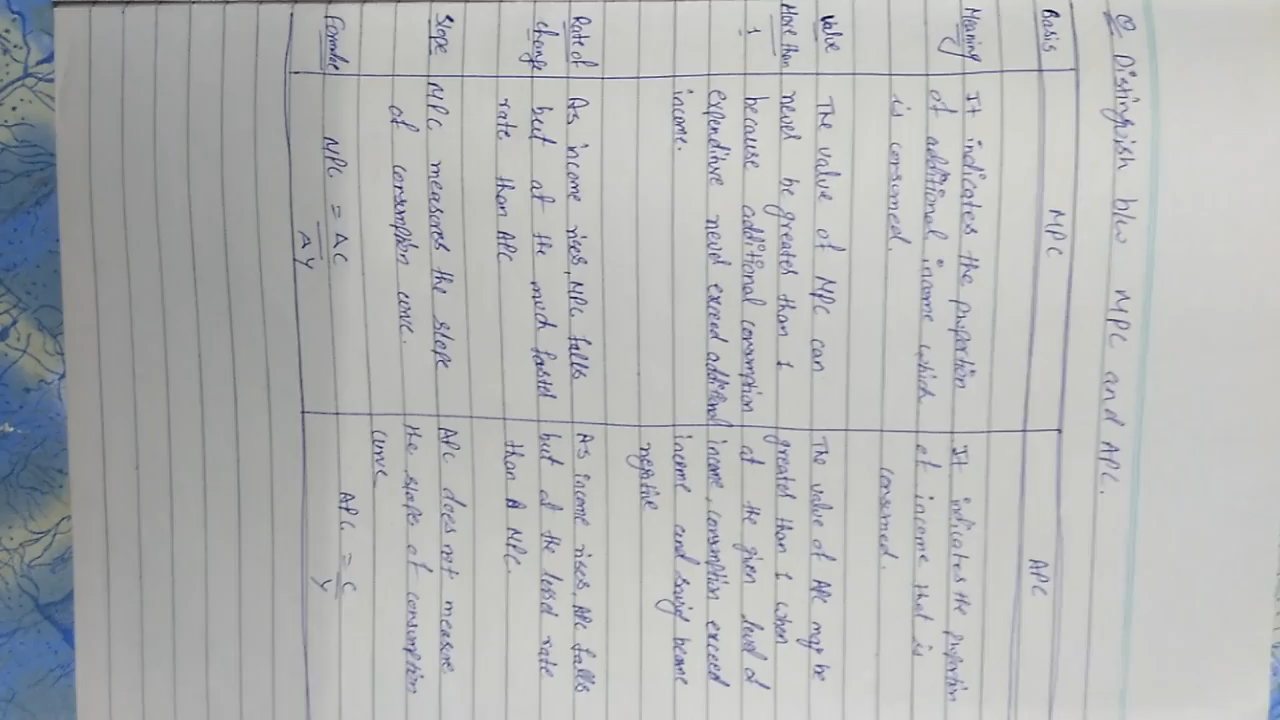 Q Distinguish b/w MPC and APC.
Basis MPC APC
Meaning It indicates the proportion It indicates the proportion
of additional income which of income that is
is consumed. consumed.
Value The value of MPC can The value of APC may be
More than never be greater than 1 greater than 1 when
1 because additional consumption at the given level of
expenditure never exceed additional income, consumption exceed
income. income and saving become
negative
Rate of As income rises, MPC falls As income rises, APC falls
change but at the much faster but at the lesser rate
rate than APC than MPC.
Slope MPC measures the slope APC does not measure
of consumption curve. the slope of consumption
curve
Formulae MPC = ΔC APC = C
ΔY Y